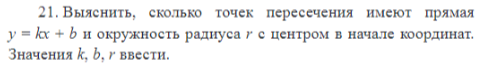 21. Выяснить, сколько точек пересечения имеют прямая
y = kx + b и окружность радиуса r с центром в начале координат.
Значения k, b, r ввести.